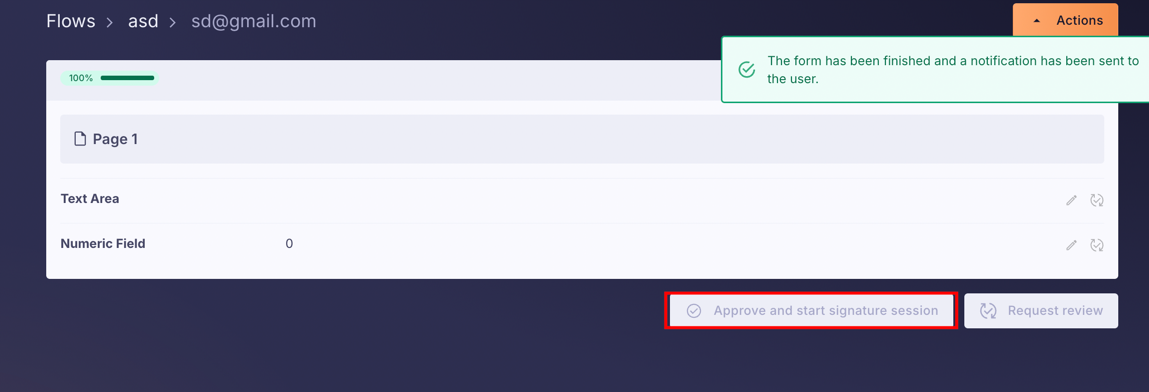 Flows > asd > sd@gmail.com
Actions
The form has been finished and a notification has been sent to
the user.
100%
Page 1
Text Area
Numeric Field 0
Approve and start signature session
Request review